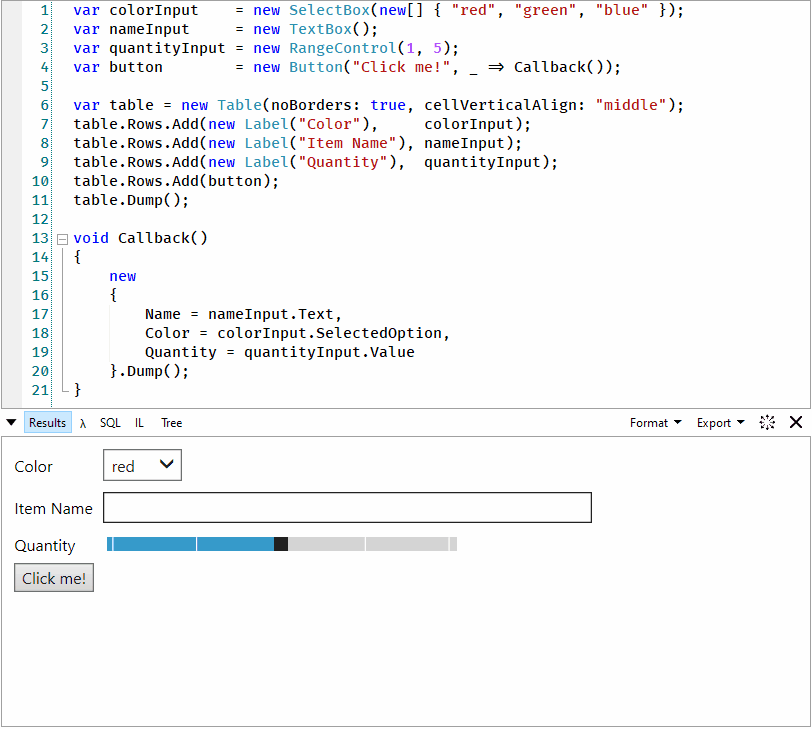 1 var colorInput    = new SelectBox(new[] { "red", "green", "blue" });
2 var nameInput     = new TextBox();
3 var quantityInput = new RangeControl(1, 5);
4 var button        = new Button("Click me!", _ => Callback());
5
6 var table = new Table(noBorders: true, cellVerticalAlign: "middle");
7 table.Rows.Add(new Label("Color"),     colorInput);
8 table.Rows.Add(new Label("Item Name"), nameInput);
9 table.Rows.Add(new Label("Quantity"),  quantityInput);
10 table.Rows.Add(button);
11 table.Dump();
12
13 void Callback()
14 {
15     new
16     {
17         Name = nameInput.Text,
18         Color = colorInput.SelectedOption,
19         Quantity = quantityInput.Value
20     }.Dump();
21 }
Results λ SQL IL Tree Format Export
Color red
Item Name
Quantity
Click me!